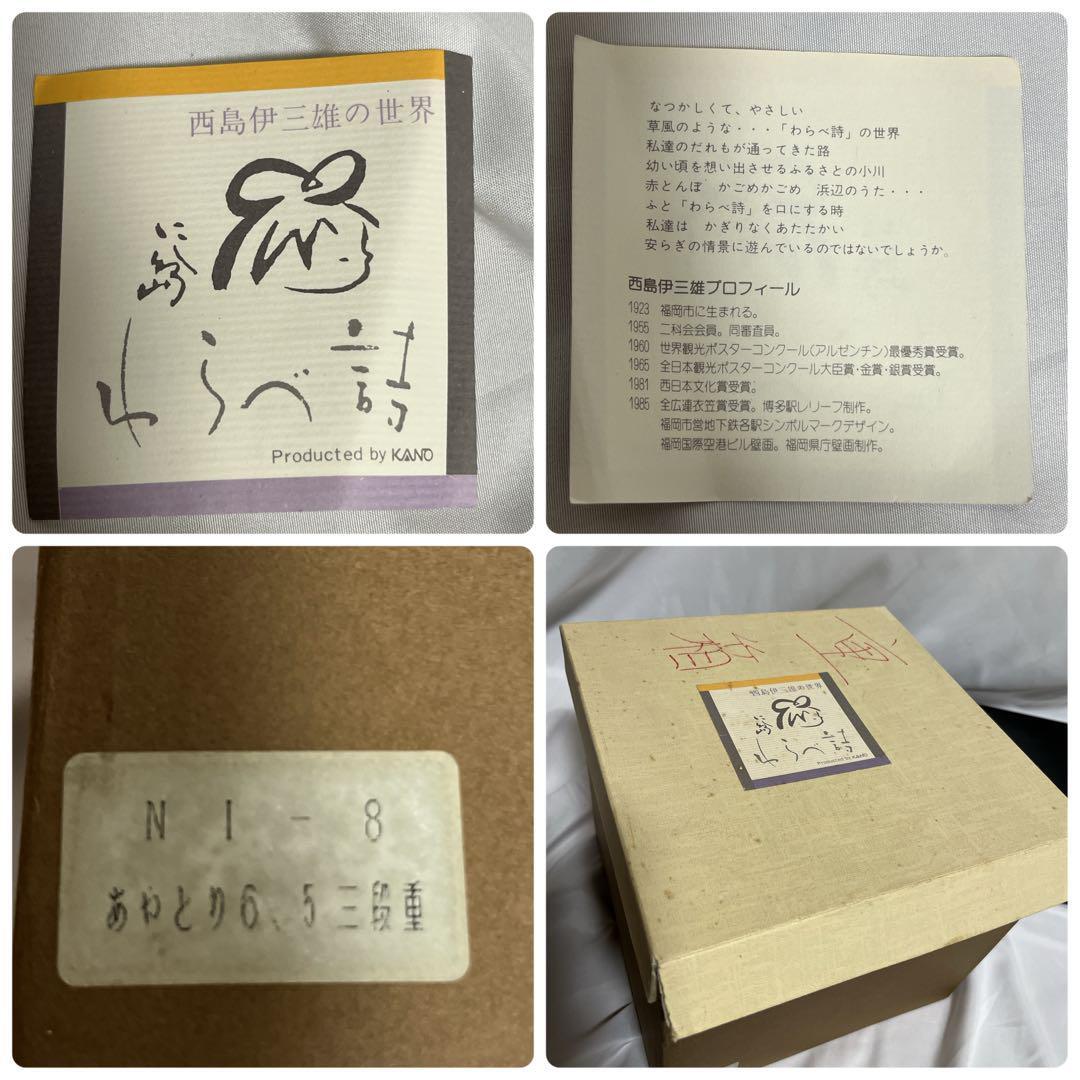 西島伊三雄の世界
に島
わらべ詩
Producted by KANO
なつかしくて、やさしい
草風のような・・・「わらべ詩」の世界
私達のだれもが通ってきた路
幼い頃を想い出させるふるさとの小川
赤とんぼ かごめかごめ 浜辺のうた・・・
ふと「わらべ詩」を口にする時
私達は かぎりなくあたたかい
安らぎの情景に遊んでいるのではないでしょうか。
西島伊三雄プロフィール
1923 福岡市に生まれる。
1955 二科会会員。同審査員。
1960 世界観光ポスターコンクール(アルゼンチン)最優秀賞受賞。
1965 全日本観光ポスターコンクール大臣賞・金賞・銀賞受賞。
1981 西日本文化賞受賞。
1985 全広連衣笠賞受賞。博多駅レリーフ制作。
福岡市営地下鉄各駅シンボルマークデザイン。
福岡国際空港ビル壁画。福岡県庁壁画制作。
NI-8
あやとり6.5三段重
重箱
西島伊三雄の世界
に島
わらべ詩
Producted by KANO